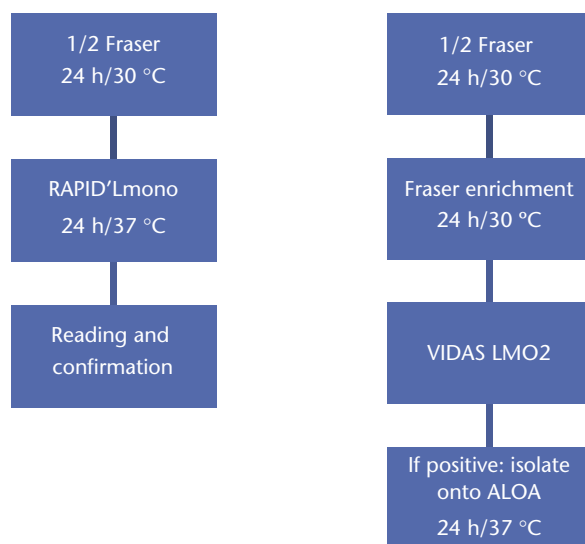 1/2 Fraser
24 h/30 °C
RAPID'Lmono
24 h/37 °C
Reading and
confirmation
1/2 Fraser
24 h/30 °C
Fraser enrichment
24 h/30 ºC
VIDAS LMO2
If positive: isolate
onto ALOA
24 h/37 °C